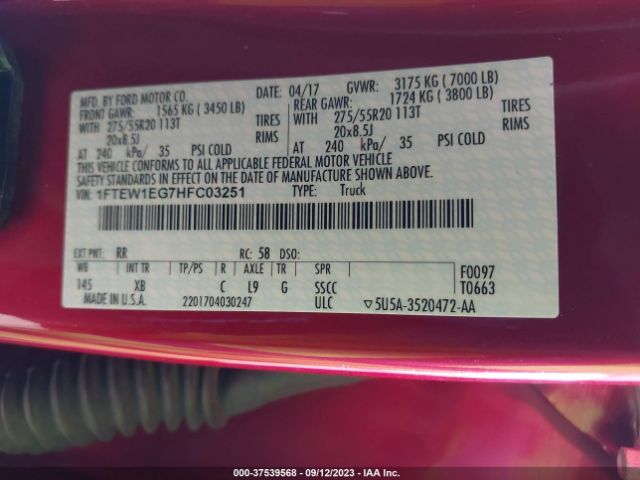 MFD. BY FORD MOTOR CO. DATE: 04/17 GVWR: 3175 KG ( 7000 LB)
FRONT GAWR: 1565 KG ( 3450 LB) REAR GAWR: 1724 KG ( 3800 LB)
WITH 275/55R20 113T TIRES WITH 275/55R20 113T TIRES
20x8.5J RIMS 20x8.5J RIMS
AT 240 kPa/ 35 PSI COLD AT 240 kPa/ 35 PSI COLD
THIS VEHICLE CONFORMS TO ALL APPLICABLE FEDERAL MOTOR VEHICLE
SAFETY STANDARDS IN EFFECT ON THE DATE OF MANUFACTURE SHOWN ABOVE.
VIN: 1FTEW1EG7HFC03251 TYPE: Truck
EXT PNT: RR RC: 58 DSO:
WB INT TR TP/PS R AXLE TR SPR F0097
145 XB C L9 G SSCC T0663
MADE IN U.S.A. 2201704030247 ULC ▽5U5A-3520472-AA
000-37539568 - 09/12/2023 - IAA Inc.